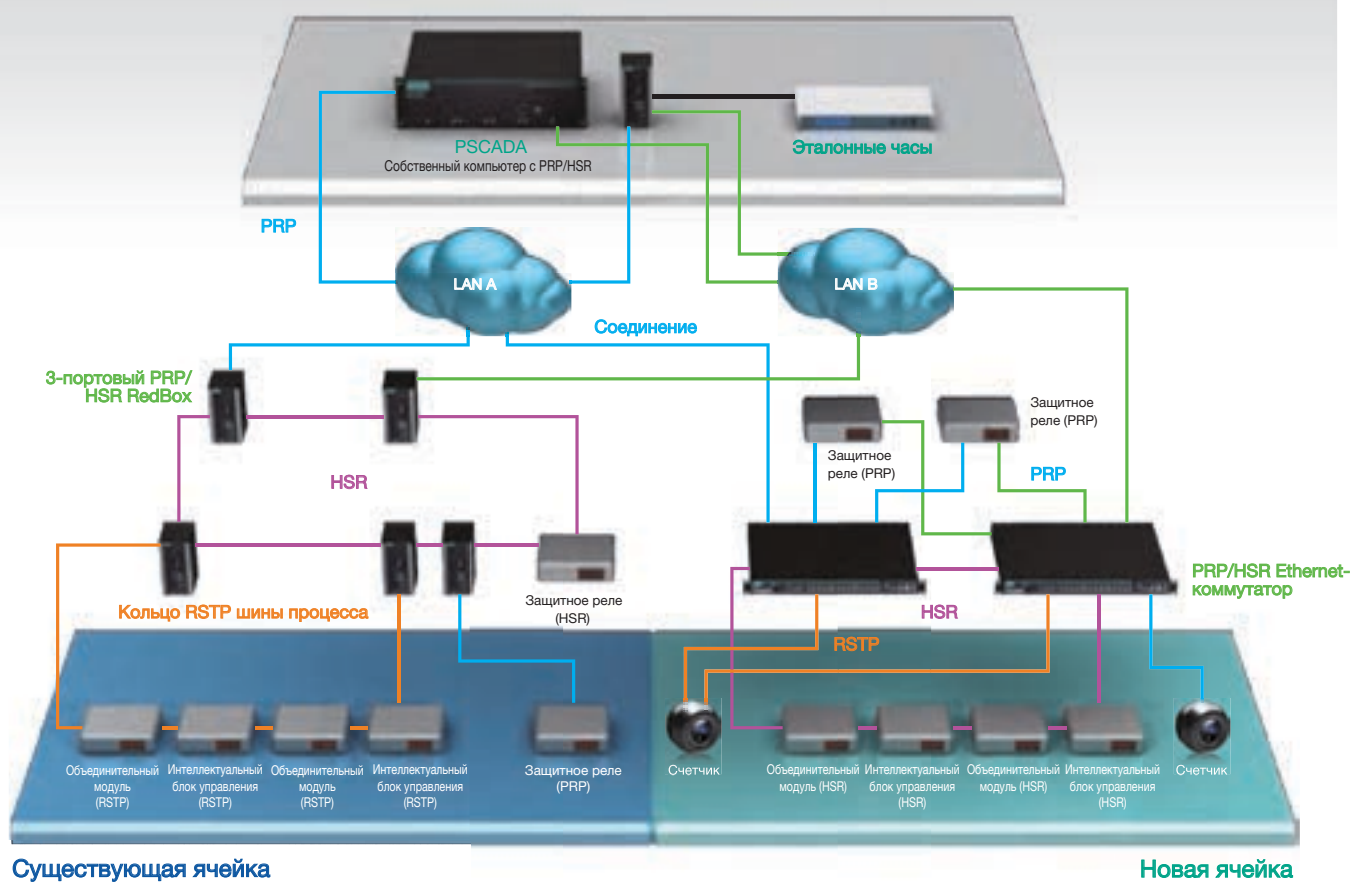 PSCADA
Собственный компьютер с PRP/HSR
Эталонные часы
PRP
LAN A
LAN B
Соединение
3-портовый PRP/
HSR RedBox
Защитное
реле (PRP)
Защитное
реле (PRP)
HSR
PRP
PRP/HSR Ethernet-
коммутатор
Защитное реле
(HSR)
Кольцо RSTP шины процесса
HSR
RSTP
Объединительный
модуль
(RSTP)
Интеллектуальный
блок управления
(RSTP)
Объединительный
модуль
(RSTP)
Интеллектуальный
блок управления
(RSTP)
Защитное реле
(PRP)
Счетчик
Объединительный
модуль (HSR)
Интеллектуальный
блок управления
(HSR)
Объединительный
модуль (HSR)
Интеллектуальный
блок управления
(HSR)
Счетчик
Существующая ячейка
Новая ячейка